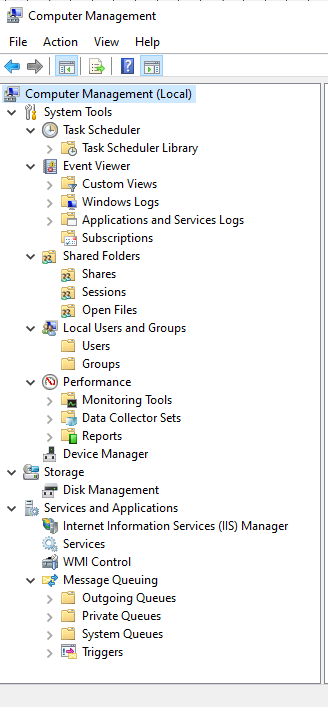 Computer Management
File Action View Help
Computer Management (Local)
System Tools
Task Scheduler
Task Scheduler Library
Event Viewer
Custom Views
Windows Logs
Applications and Services Logs
Subscriptions
Shared Folders
Shares
Sessions
Open Files
Local Users and Groups
Users
Groups
Performance
Monitoring Tools
Data Collector Sets
Reports
Device Manager
Storage
Disk Management
Services and Applications
Internet Information Services (IIS) Manager
Services
WMI Control
Message Queuing
Outgoing Queues
Private Queues
System Queues
Triggers